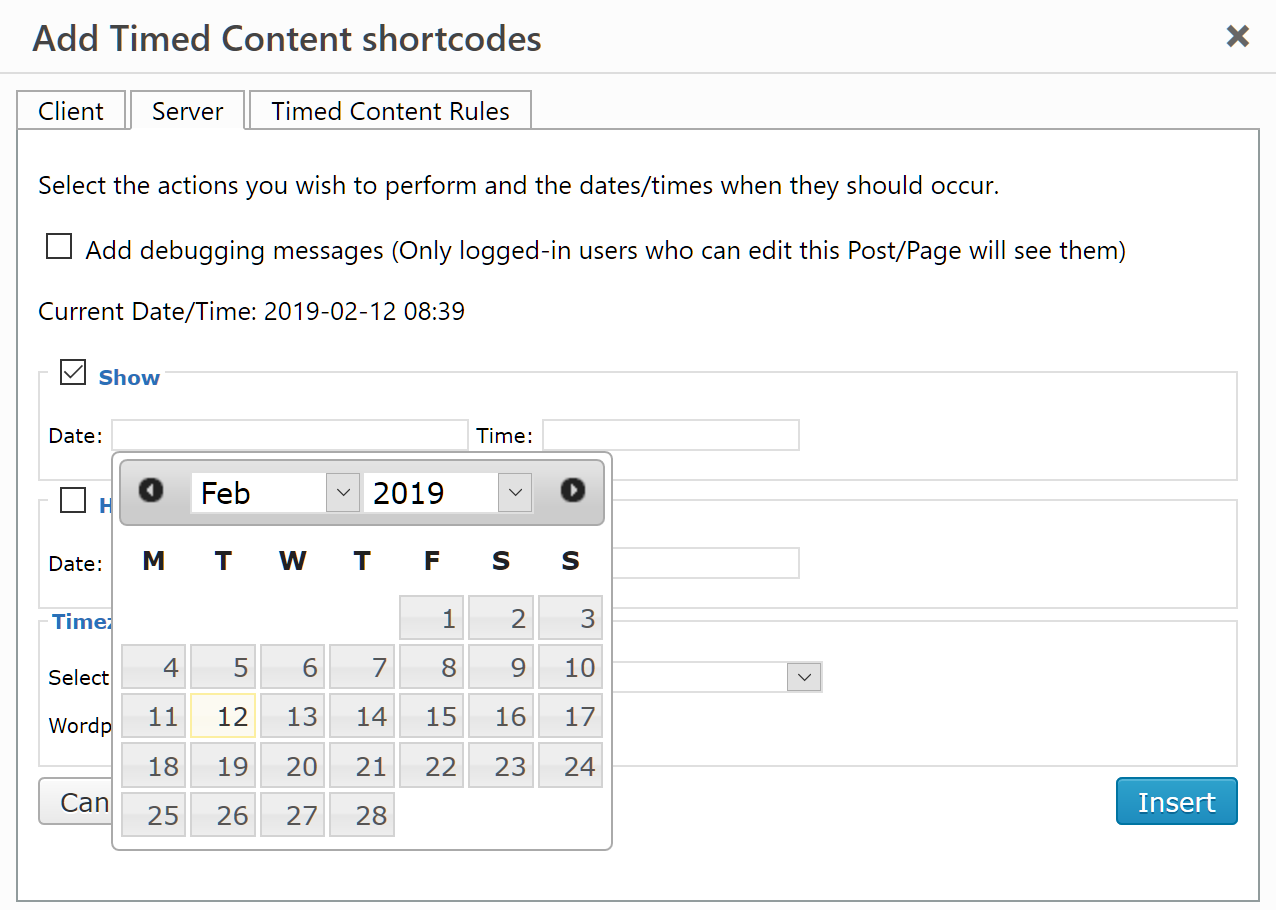 Add Timed Content shortcodes
Client Server Timed Content Rules
Select the actions you wish to perform and the dates/times when they should occur.
Add debugging messages (Only logged-in users who can edit this Post/Page will see them)
Current Date/Time: 2019-02-12 08:39
Show
Date: Time:
Feb 2019
M T W T F S S
1 2 3
4 5 6 7 8 9 10
11 12 13 14 15 16 17
18 19 20 21 22 23 24
25 26 27 28
Date:
Select
Insert